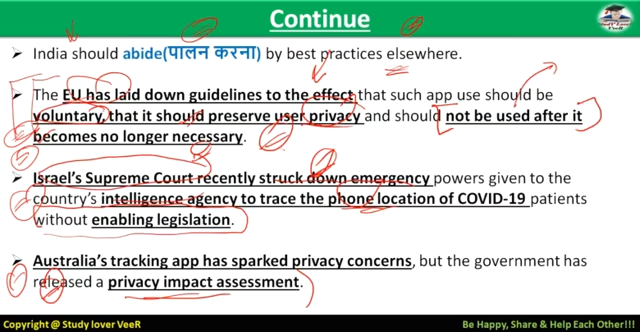 Continue
➢ India should abide(पालन करना) by best practices elsewhere.
➢ The EU has laid down guidelines to the effect that such app use should be
voluntary, that it should preserve user privacy and should not be used after it
becomes no longer necessary.
➢ Israel's Supreme Court recently struck down emergency powers given to the
country's intelligence agency to trace the phone location of COVID-19 patients
without enabling legislation.
➢ Australia's tracking app has sparked privacy concerns, but the government has
released a privacy impact assessment.
Copyright @ Study lover VeeR
Be Happy, Share & Help Each Other!!!